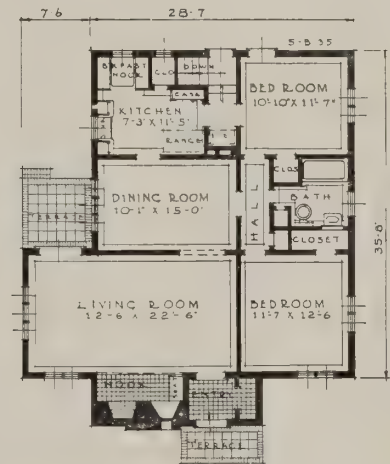 7-6
28-7
5-B 35
BRKFAST
NOOK
CLO
DOWN
CASE
KITCHEN
7'-3" X 11'-5"
RANGE
BED ROOM
10'-10" X 11'-7"
CLOS
BATH
TERRACE
DINING ROOM
10'-1" X 15'-0"
HALL
CLOSET
35-8"
LIVING ROOM
12-6 X 22'-6"
BEDROOM
11'-7 X 12'-6
NOOK
ENTRY
TERRACE